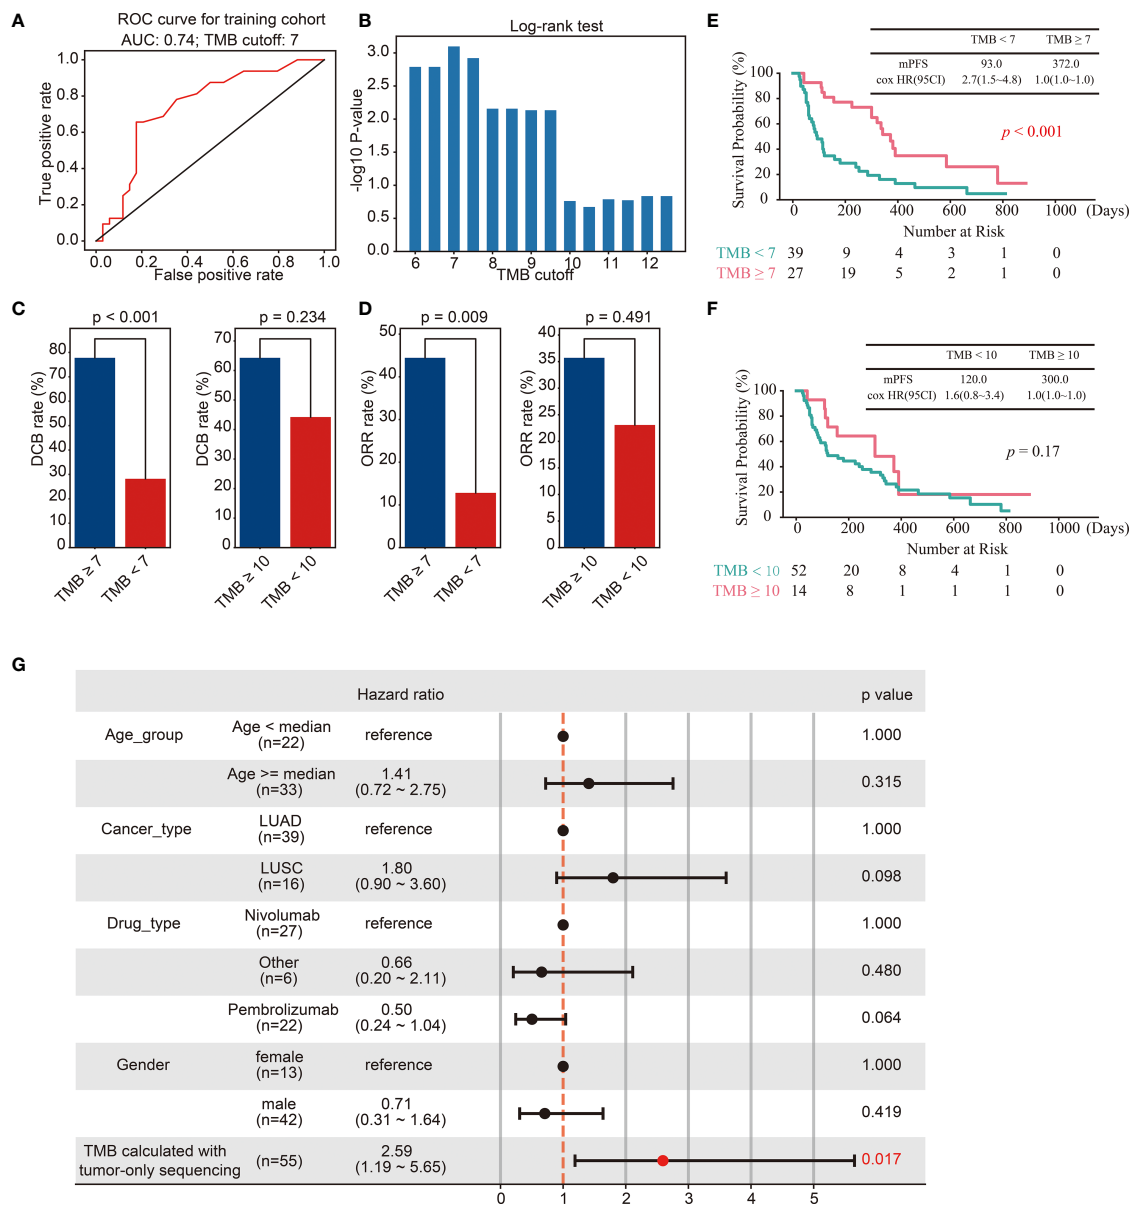 A
ROC curve for training cohort
AUC: 0.74; TMB cutoff: 7
True positive rate
1.0
0.8
0.6
0.4
0.2
0.0
0.0 0.2 0.4 0.6 0.8 1.0
False positive rate
B
Log-rank test
-log10 P-value
3.0
2.5
2.0
1.5
1.0
0.5
0.0
6 7 8 9 10 11 12
TMB cutoff
C
p < 0.001
DCB rate (%)
80
70
60
50
40
30
20
10
0
TMB ≥ 7
TMB < 7
p = 0.234
DCB rate (%)
70
60
50
40
30
20
10
0
TMB ≥ 10
TMB < 10
D
p = 0.009
ORR rate (%)
50
40
30
20
10
0
TMB ≥ 7
TMB < 7
p = 0.491
ORR rate (%)
40
35
30
25
20
15
10
5
0
TMB ≥ 10
TMB < 10
E
TMB < 7 TMB ≥ 7
mPFS 93.0 372.0
cox HR(95CI) 2.7(1.5~4.8) 1.0(1.0~1.0)
p < 0.001
Survival Probability (%)
100
80
60
40
20
0
0 200 400 600 800 1000 (Days)
Number at Risk
TMB < 7 39 9 4 3 1 0
TMB ≥ 7 27 19 5 2 1 0
F
TMB < 10 TMB ≥ 10
mPFS 120.0 300.0
cox HR(95CI) 1.6(0.8~3.4) 1.0(1.0~1.0)
p = 0.17
Survival Probability (%)
100
80
60
40
20
0
0 200 400 600 800 1000 (Days)
Number at Risk
TMB < 10 52 20 8 4 1 0
TMB ≥ 10 14 8 1 1 1 0
G
Hazard ratio p value
Age_group Age < median (n=22) reference 1.000
Age >= median (n=33) 1.41 (0.72 ~ 2.75) 0.315
Cancer_type LUAD (n=39) reference 1.000
LUSC (n=16) 1.80 (0.90 ~ 3.60) 0.098
Drug_type Nivolumab (n=27) reference 1.000
Other (n=6) 0.66 (0.20 ~ 2.11) 0.480
Pembrolizumab (n=22) 0.50 (0.24 ~ 1.04) 0.064
Gender female (n=13) reference 1.000
male (n=42) 0.71 (0.31 ~ 1.64) 0.419
TMB calculated with tumor-only sequencing (n=55) 2.59 (1.19 ~ 5.65) 0.017
0 1 2 3 4 5